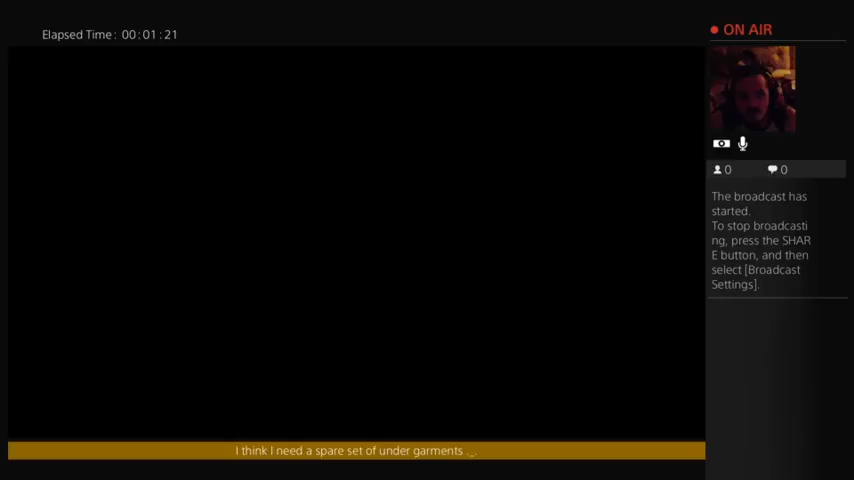 Elapsed Time: 00:01:21
ON AIR
0 0
The broadcast has
started.
To stop broadcasti
ng, press the SHAR
E button, and then
select [Broadcast
Settings].
I think I need a spare set of under garments ._.